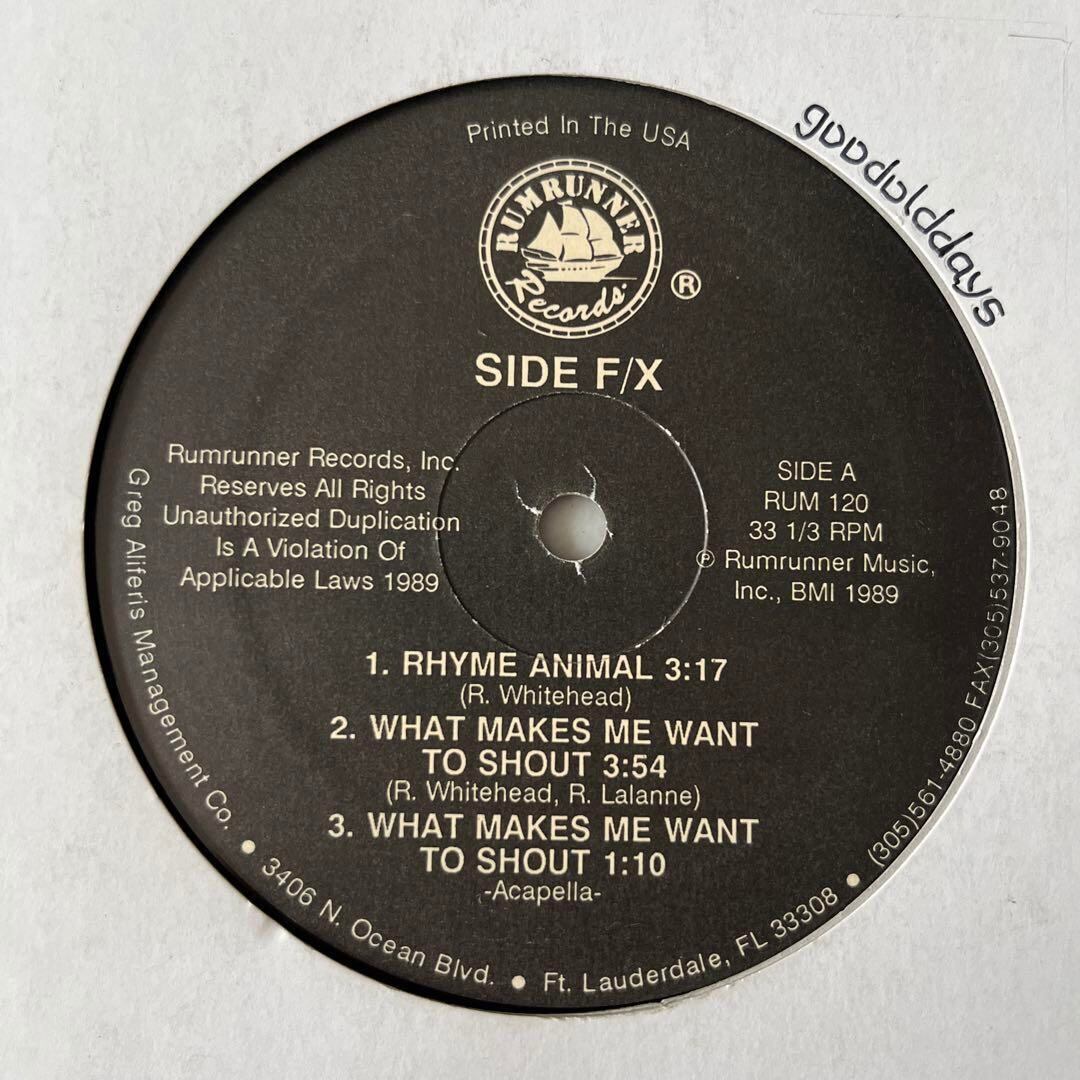 Printed In The USA
RUMRUNNER
Records
®
SIDE F/X
Rumrunner Records, Inc.
Reserves All Rights
Unauthorized Duplication
Is A Violation Of
Applicable Laws 1989
SIDE A
RUM 120
33 1/3 RPM
℗ Rumrunner Music,
Inc., BMI 1989
1. RHYME ANIMAL 3:17
(R. Whitehead)
2. WHAT MAKES ME WANT
TO SHOUT 3:54
(R. Whitehead, R. Lalanne)
3. WHAT MAKES ME WANT
TO SHOUT 1:10
-Acapella-
Greg Aliferis Management Co. • 3406 N. Ocean Blvd. • Ft. Lauderdale, FL 33308 • (305)561-4880 FAX(305)537-9048
goodolddays